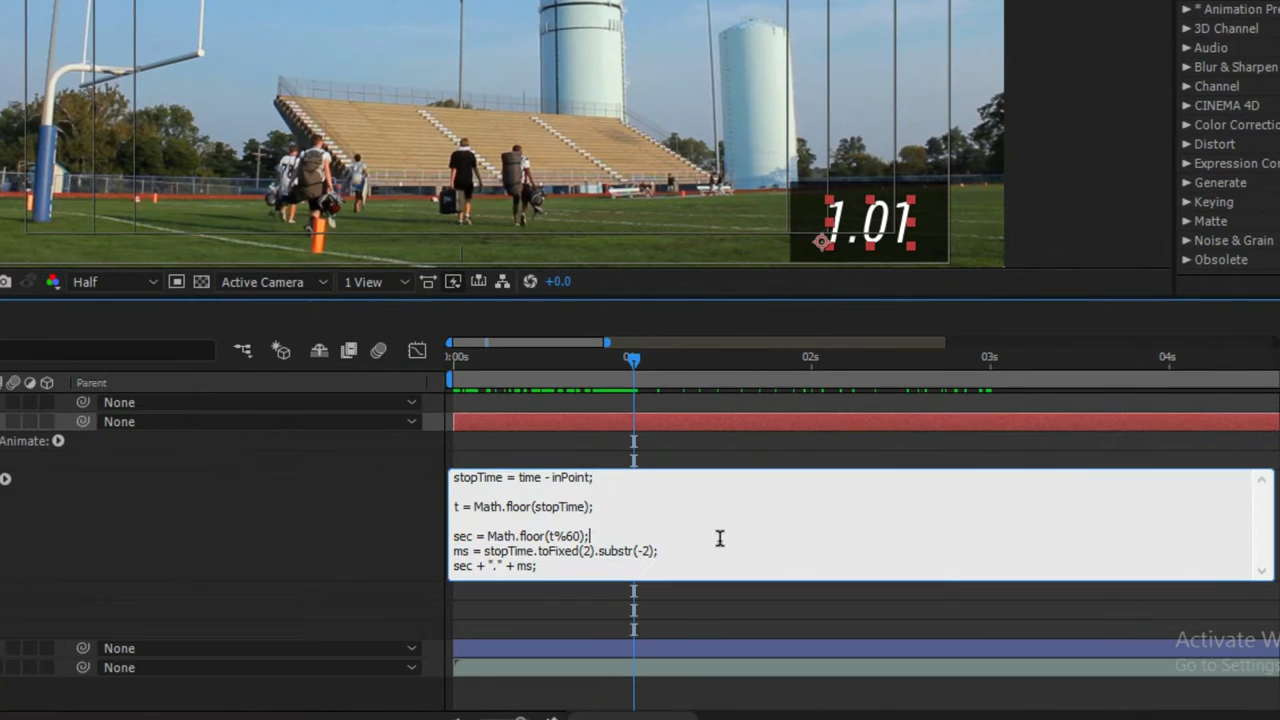 * Animation Pre
3D Channel
Audio
Blur & Sharpen
Channel
CINEMA 4D
Color Correctio
Distort
Expression Con
Generate
Keying
Matte
Noise & Grain
Obsolete
1.01
Half
Active Camera
1 View
+0.0
):00s
02s
03s
04s
Parent
None
None
Animate:
stopTime = time - inPoint;
t = Math.floor(stopTime);
sec = Math.floor(t%60);
ms = stopTime.toFixed(2).substr(-2);
sec + "." + ms;
None
None
Activate W
Go to Settings